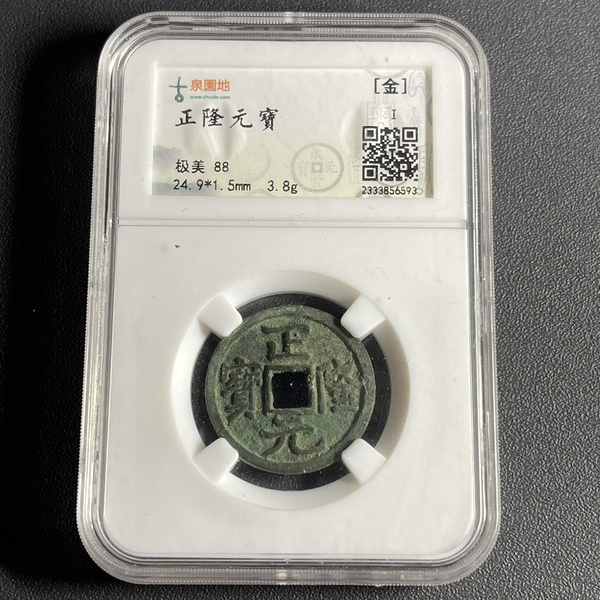 泉園地
www.chcoin.com
[金]
I
正隆元寶
极美 88
24.9*1.5mm 3.8g
2333856593
正隆元寶